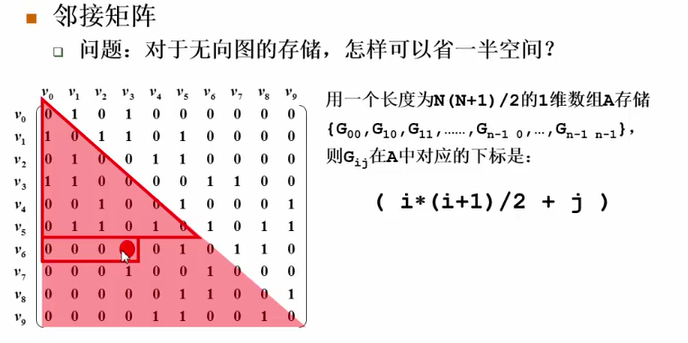 邻接矩阵
问题：对于无向图的存储，怎样可以省一半空间？
v0 v1 v2 v3 v4 v5 v6 v7 v8 v9
v0 0 1 0 1 0 0 0 0 0 0
v1 1 0 1 1 0 1 0 0 0 0
v2 0 1 0 0 1 1 0 0 0 0
v3 1 1 0 0 0 0 1 1 0 0
v4 0 0 1 0 0 1 0 0 0 1
v5 0 1 1 0 1 0 1 0 1 1
v6 0 0 0 0 1 0 1 1 0
v7 0 0 0 1 0 0 1 0 0 0
v8 0 0 0 0 0 1 1 0 0 1
v9 0 0 0 0 1 1 0 0 1 0
用一个长度为N(N+1)/2的1维数组A存储
{G00,G10,G11,……,Gn-1 0,…,Gn-1 n-1},
则Gij在A中对应的下标是：
( i*(i+1)/2 + j )